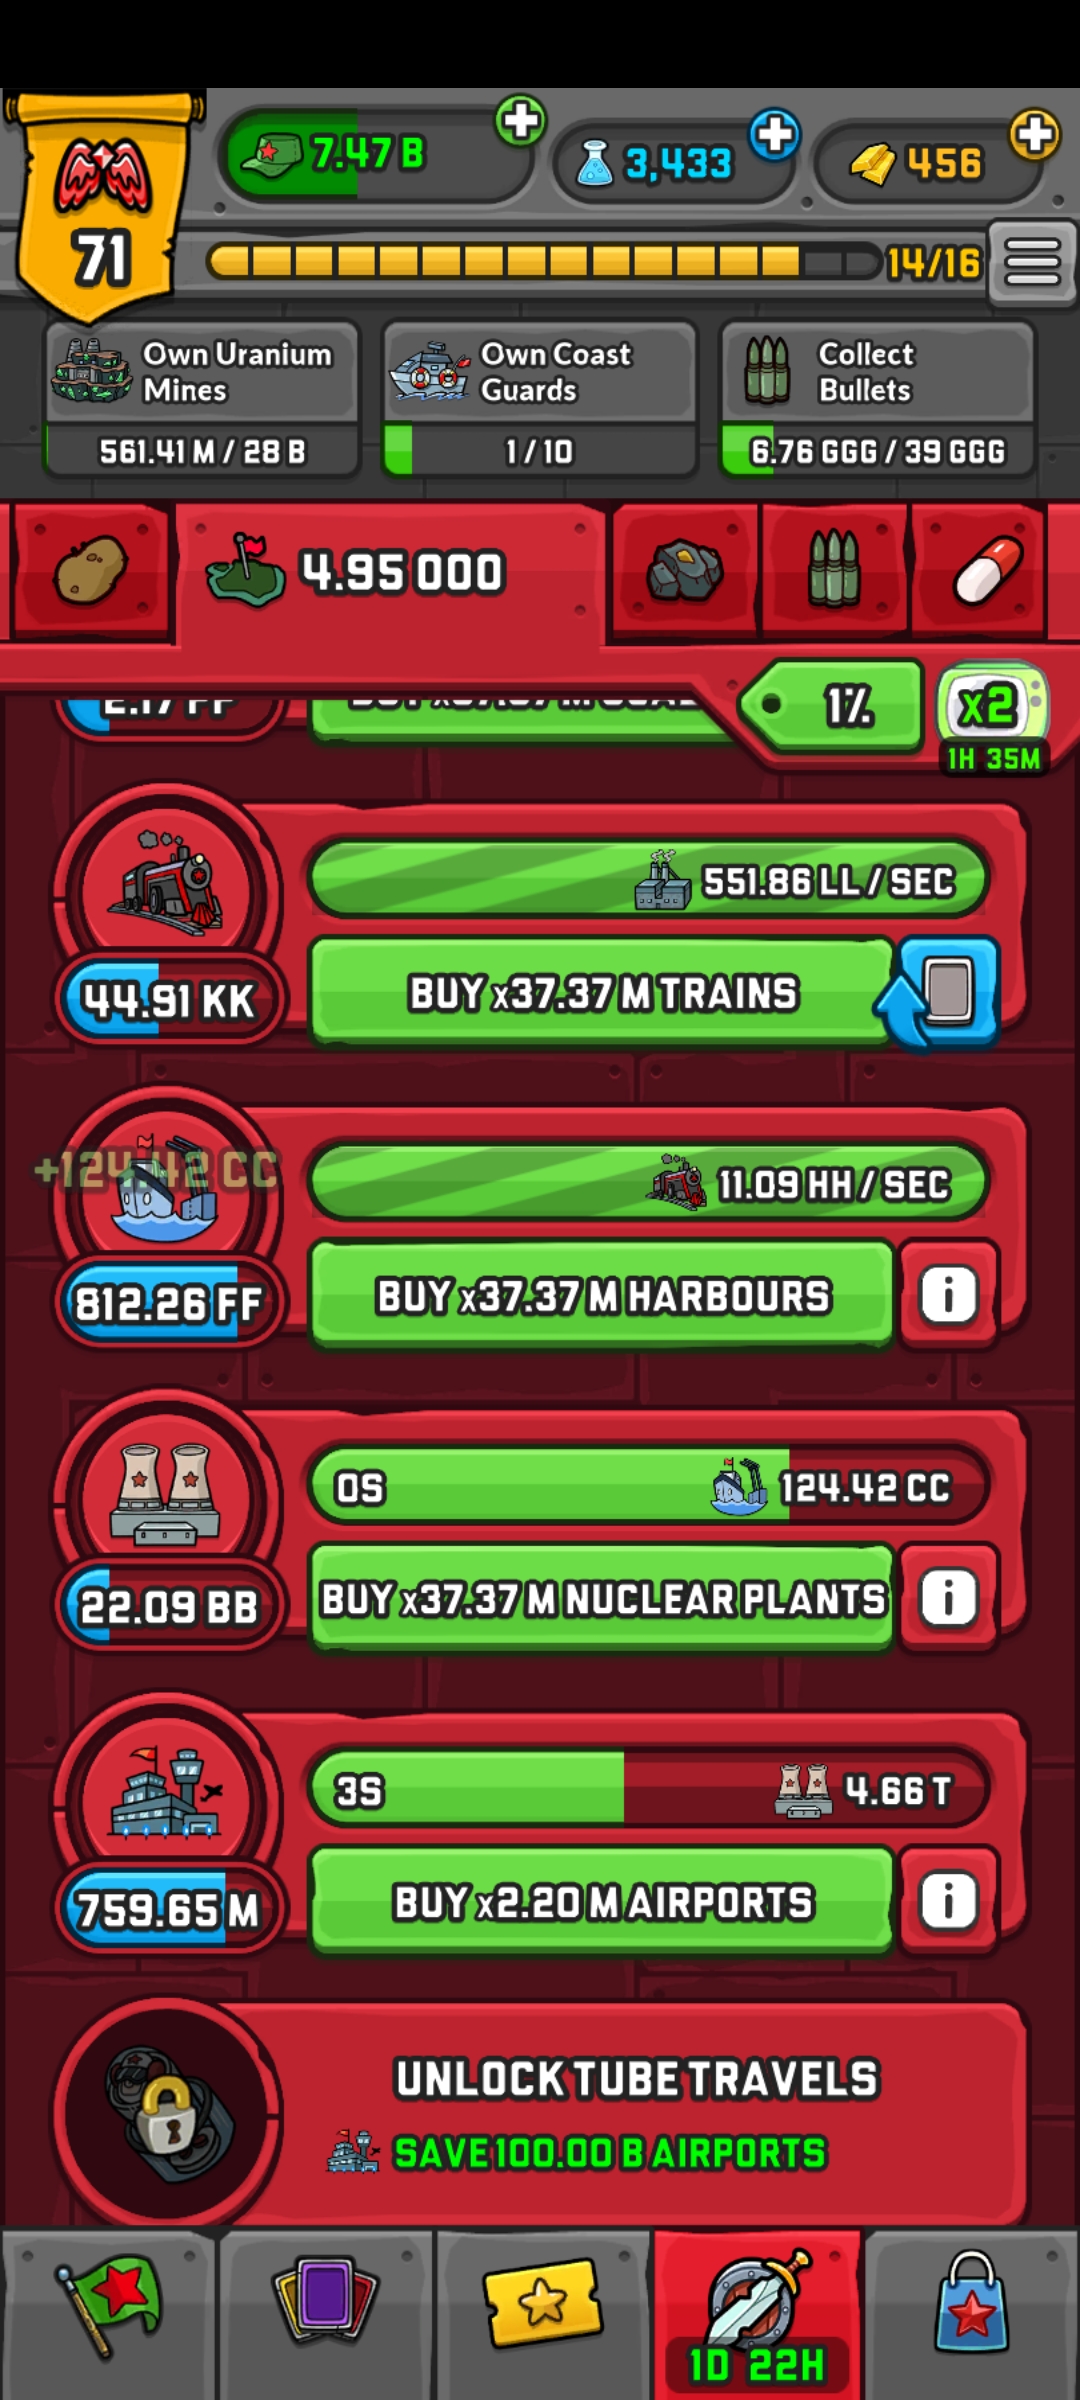 71
7.47 B
3,433
456
14/16
Own Uranium
Mines
561.41 M / 28 B
Own Coast
Guards
1 / 10
Collect
Bullets
6.76 GGG / 39 GGG
4.95 000
1%
x2
1H 35M
2.17 FF
551.86 LL / SEC
44.91 KK
BUY x37.37 M TRAINS
+124.42 CC
11.09 HH / SEC
812.26 FF
BUY x37.37 M HARBOURS
i
0S
124.42 CC
22.09 BB
BUY x37.37 M NUCLEAR PLANTS
i
3S
4.66 T
759.65 M
BUY x2.20 M AIRPORTS
i
UNLOCK TUBE TRAVELS
SAVE 100.00 B AIRPORTS
1D 22H